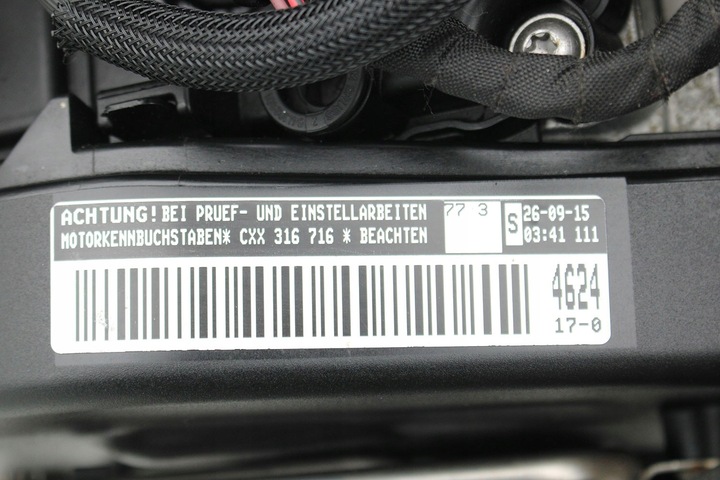 ACHTUNG! BEI PRUEF- UND EINSTELLARBEITEN 77 3 S 26-09-15
MOTORKENNBUCHSTABEN* CXX 316 716 * BEACHTEN 03:41 111
4624
17-0